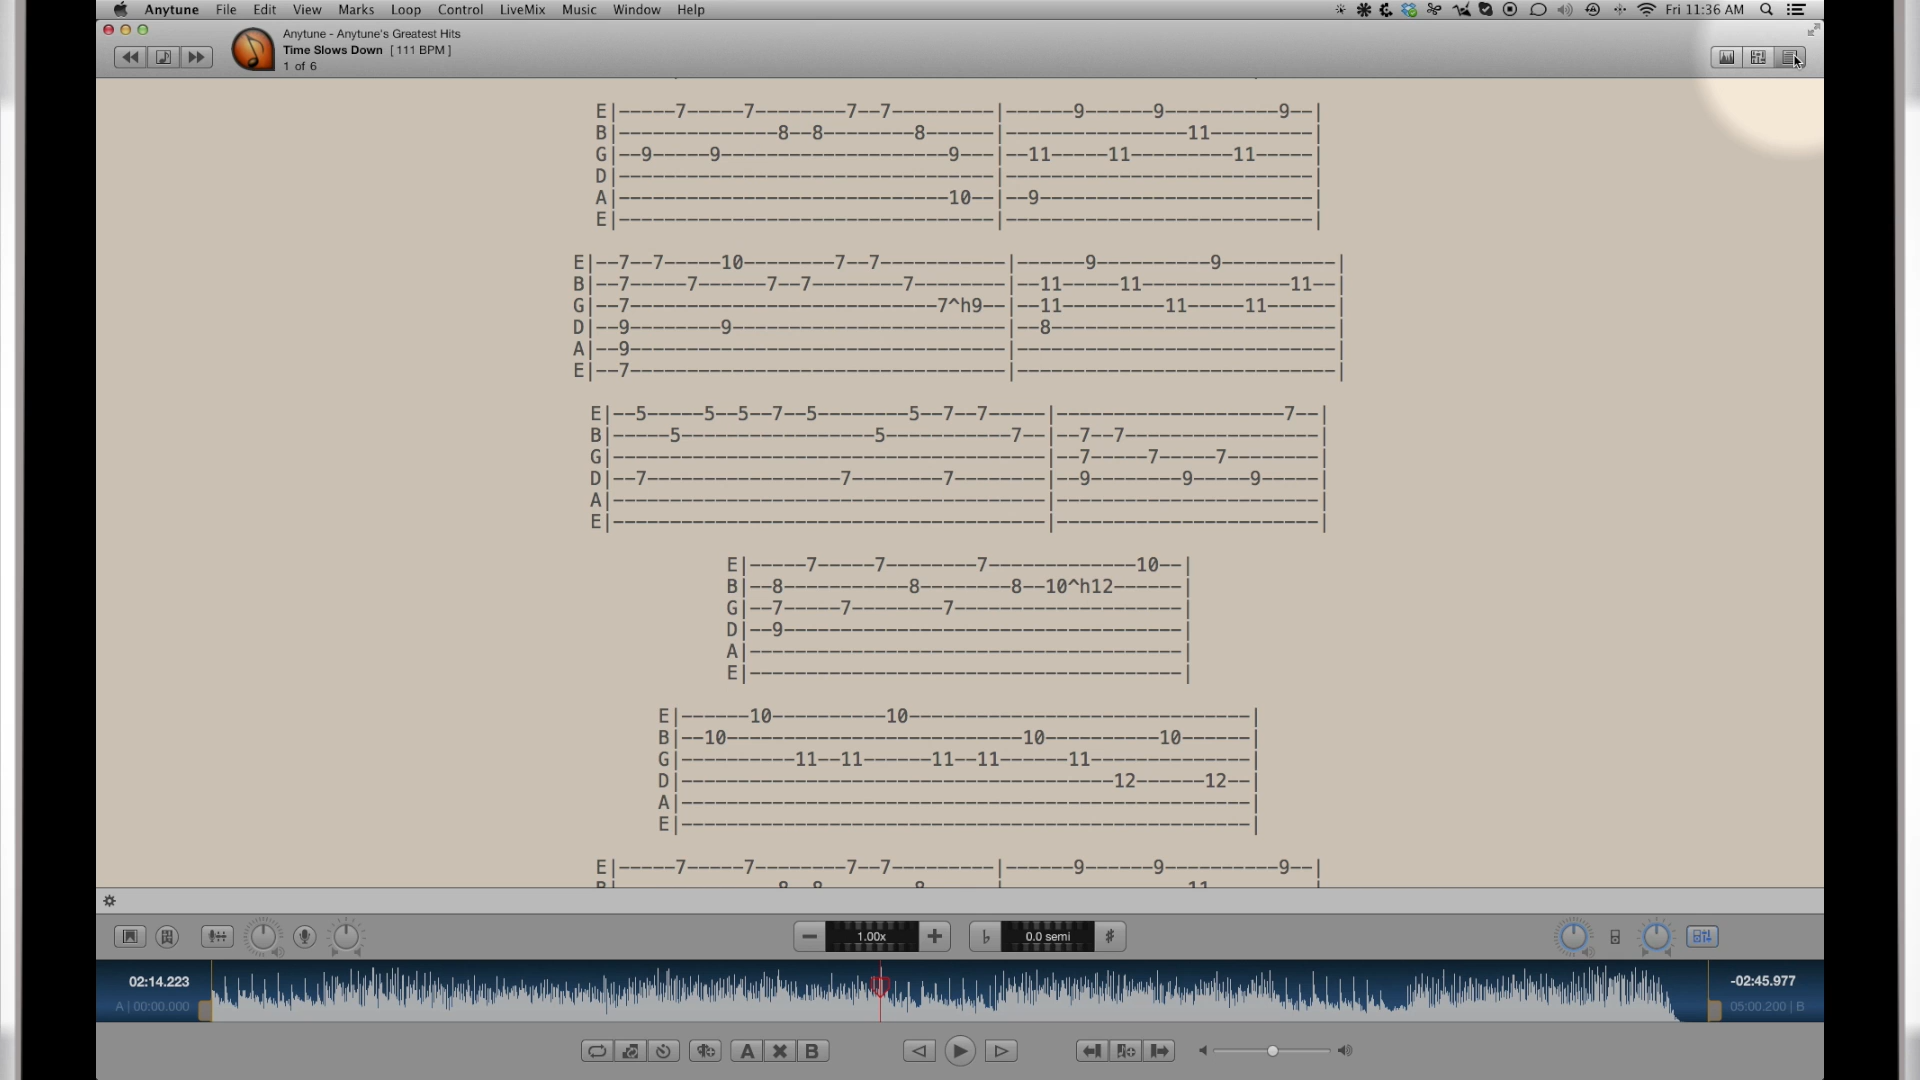 Anytune File Edit View Marks Loop Control LiveMix Music Window Help Fri 11:36 AM
Anytune - Anytune's Greatest Hits
Time Slows Down [ 111 BPM ]
1 of 6
E|-----7-----7--------7--7---------|------9------9----------9--|
B|--------------8--8--------8------|----------------11---------|
G|--9-----9--------------------9---|--11-----11---------11-----|
D|---------------------------------|---------------------------|
A|-----------------------------10--|--9------------------------|
E|---------------------------------|---------------------------|
E|--7--7-----10--------7--7-----------|------9----------9----------|
B|--7-----7------7--7--------7--------|--11-----11-------------11--|
G|--7---------------------------7^h9--|--11---------11-----11------|
D|--9--------9------------------------|--8-------------------------|
A|--9---------------------------------|----------------------------|
E|--7---------------------------------|----------------------------|
E|--5-----5--5--7--5--------5--7--7-----|--------------------7--|
B|-----5-----------------5-----------7--|--7--7-----------------|
G|--------------------------------------|--7-----7-----7--------|
D|--7-----------------7--------7--------|--9--------9-----9-----|
A|--------------------------------------|-----------------------|
E|--------------------------------------|-----------------------|
E|-----7-----7--------7-------------10--|
B|--8-----------8--------8--10^h12------|
G|--7-----7--------7--------------------|
D|--9-----------------------------------|
A|--------------------------------------|
E|--------------------------------------|
E|------10----------10------------------------------|
B|--10--------------------------10----------10------|
G|----------11--11------11--11------11--------------|
D|--------------------------------------12------12--|
A|--------------------------------------------------|
E|--------------------------------------------------|
E|-----7-----7--------7--7---------|------9------9----------9--|
1.00x ♭ 0.0 semi ♯
02:14.223 -02:45.977
A | 00:00.000 05:00.200 | B
A B